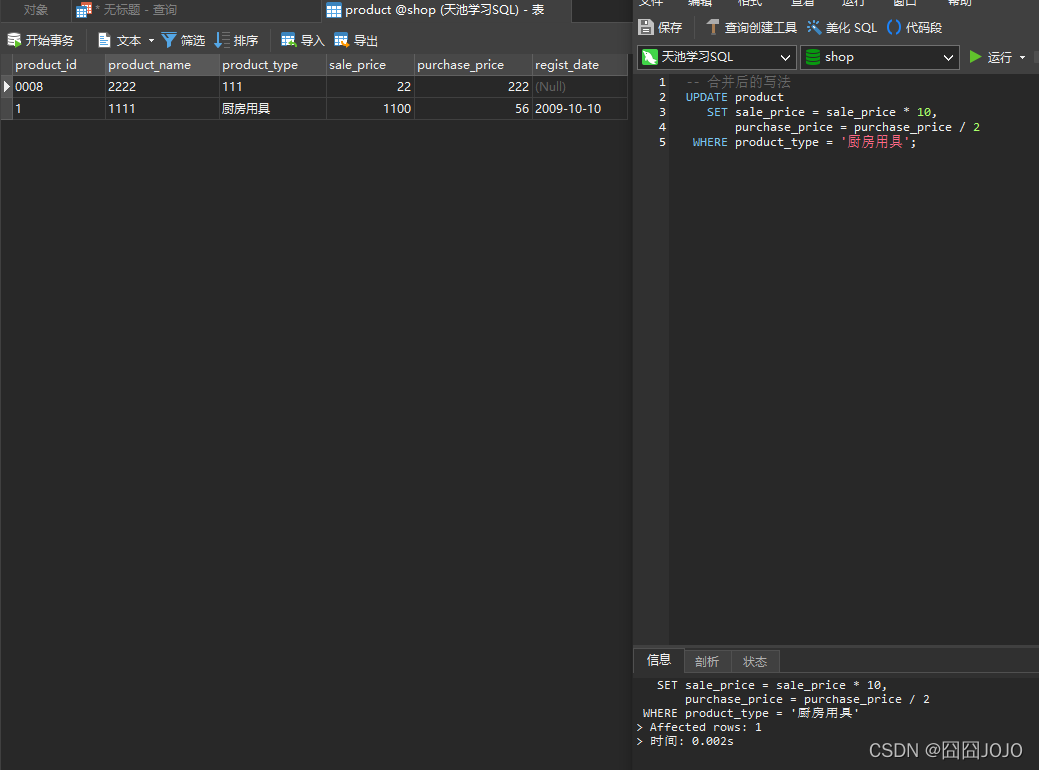 对象
* 无标题 - 查询
product @shop (天池学习SQL) - 表
开始事务 文本 筛选 排序 导入 导出
product_id product_name product_type sale_price purchase_price regist_date
0008 2222 111 22 222 (Null)
1 1111 厨房用具 1100 56 2009-10-10
文件 编辑 格式 查看 运行 窗口 帮助
保存 查询创建工具 美化 SQL () 代码段
天池学习SQL shop 运行
1 -- 合并后的写法
2 UPDATE product
3 SET sale_price = sale_price * 10,
4 purchase_price = purchase_price / 2
5 WHERE product_type = '厨房用具';
信息 剖析 状态
SET sale_price = sale_price * 10,
purchase_price = purchase_price / 2
WHERE product_type = '厨房用具'
> Affected rows: 1
> 时间: 0.002s
CSDN @囧囧JOJO